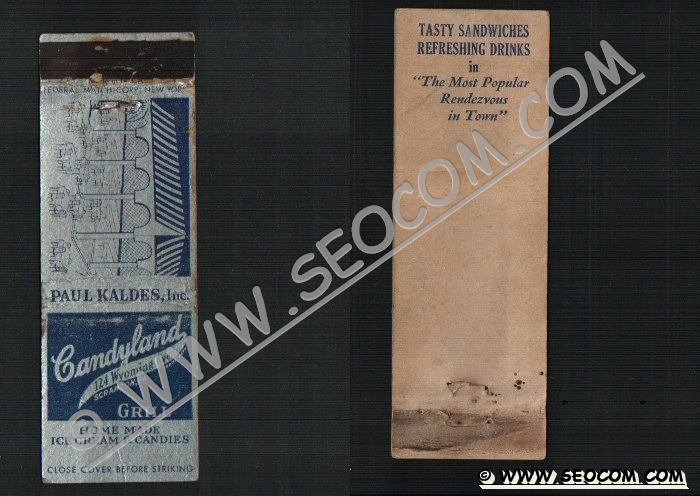 FEDERAL MATCH CORP. NEW YORK
PAUL KALDES, Inc.
Candyland
124 Wyoming
GRILL
HOME MADE
ICE CREAM & CANDIES
CLOSE COVER BEFORE STRIKING
TASTY SANDWICHES
REFRESHING DRINKS
in
"The Most Popular
Rendezvous
in Town"
© WWW.SEOCOM.COM
© WWW.SEOCOM.COM